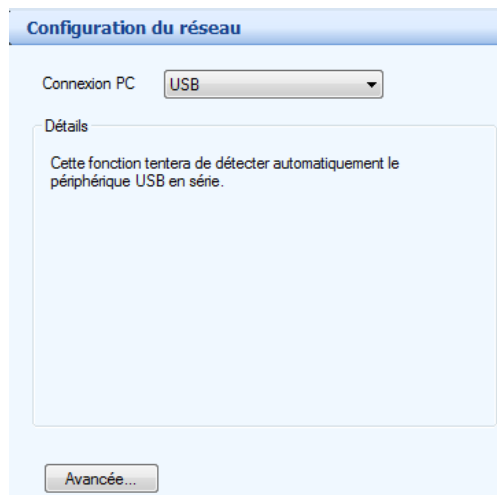 Configuration du réseau
Connexion PC USB
Détails
Cette fonction tentera de détecter automatiquement le
périphérique USB en série.
Avancée...